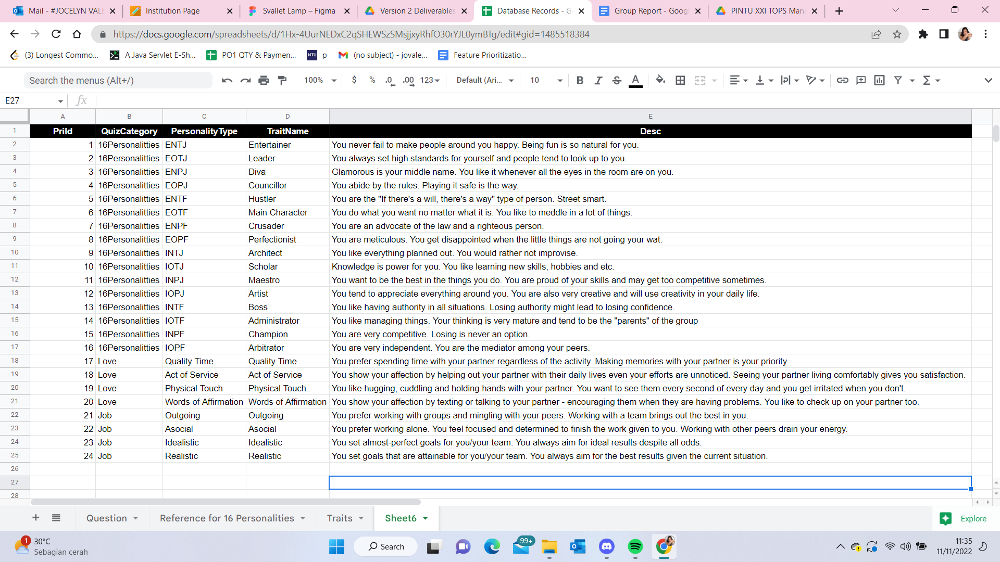 Mail - #JOCELYN VALE
Institution Page
Svallet Lamp – Figma
Version 2 Deliverables
Database Records - G
Group Report - Googl
PINTU XXI TOPS Man
https://docs.google.com/spreadsheets/d/1Hx-4UurNEDxC2qSHEWSzSMsjjxyRhfO30rYJL0ymBTg/edit#gid=1485518384
(3) Longest Commo...
A Java Servlet E-Sh...
PO1 QTY & Paymen...
NTU p
(no subject) - jovale...
Feature Prioritizatio...
Search the menus (Alt+/) 100% $ % .0 .00 123 Default (Ari... 10 B I S A
E27 fx
A B C D E
1 PriId QuizCategory PersonalityType TraitName Desc
2 1 16Personalitties ENTJ Entertainer You never fail to make people around you happy. Being fun is so natural for you.
3 2 16Personalitties EOTJ Leader You always set high standards for yourself and people tend to look up to you.
4 3 16Personalitties ENPJ Diva Glamorous is your middle name. You like it whenever all the eyes in the room are on you.
5 4 16Personalitties EOPJ Councillor You abide by the rules. Playing it safe is the way.
6 5 16Personalitties ENTF Hustler You are the "If there's a will, there's a way" type of person. Street smart.
7 6 16Personalitties EOTF Main Character You do what you want no matter what it is. You like to meddle in a lot of things.
8 7 16Personalitties ENPF Crusader You are an advocate of the law and a righteous person.
9 8 16Personalitties EOPF Perfectionist You are meticulous. You get disappointed when the little things are not going your wat.
10 9 16Personalitties INTJ Architect You like everything planned out. You would rather not improvise.
11 10 16Personalitties IOTJ Scholar Knowledge is power for you. You like learning new skills, hobbies and etc.
12 11 16Personalitties INPJ Maestro You want to be the best in the things you do. You are proud of your skills and may get too competitive sometimes.
13 12 16Personalitties IOPJ Artist You tend to appreciate everything around you. You are also very creative and will use creativity in your daily life.
14 13 16Personalitties INTF Boss You like having authority in all situations. Losing authority might lead to losing confidence.
15 14 16Personalitties IOTF Administrator You like managing things. Your thinking is very mature and tend to be the "parents" of the group
16 15 16Personalitties INPF Champion You are very competitive. Losing is never an option.
17 16 16Personalitties IOPF Arbitrator You are very independent. You are the mediator among your peers.
18 17 Love Quality Time Quality Time You prefer spending time with your partner regardless of the activity. Making memories with your partner is your priority.
19 18 Love Act of Service Act of Service You show your affection by helping out your partner with their daily lives even your efforts are unnoticed. Seeing your partner living comfortably gives you satisfaction.
20 19 Love Physical Touch Physical Touch You like hugging, cuddling and holding hands with your partner. You want to see them every second of every day and you get irritated when you don't.
21 20 Love Words of Affirmation Words of Affirmation You show your affection by texting or talking to your partner - encouraging them when they are having problems. You like to check up on your partner too.
22 21 Job Outgoing Outgoing You prefer working with groups and mingling with your peers. Working with a team brings out the best in you.
23 22 Job Asocial Asocial You prefer working alone. You feel focused and determined to finish the work given to you. Working with other peers drain your energy.
24 23 Job Idealistic Idealistic You set almost-perfect goals for you/your team. You always aim for ideal results despite all odds.
25 24 Job Realistic Realistic You set goals that are attainable for you/your team. You always aim for the best results given the current situation.
26
27
28
Question Reference for 16 Personalities Traits Sheet6 Explore
1 30°C
Sebagian cerah
Search
99+
11:35
11/11/2022